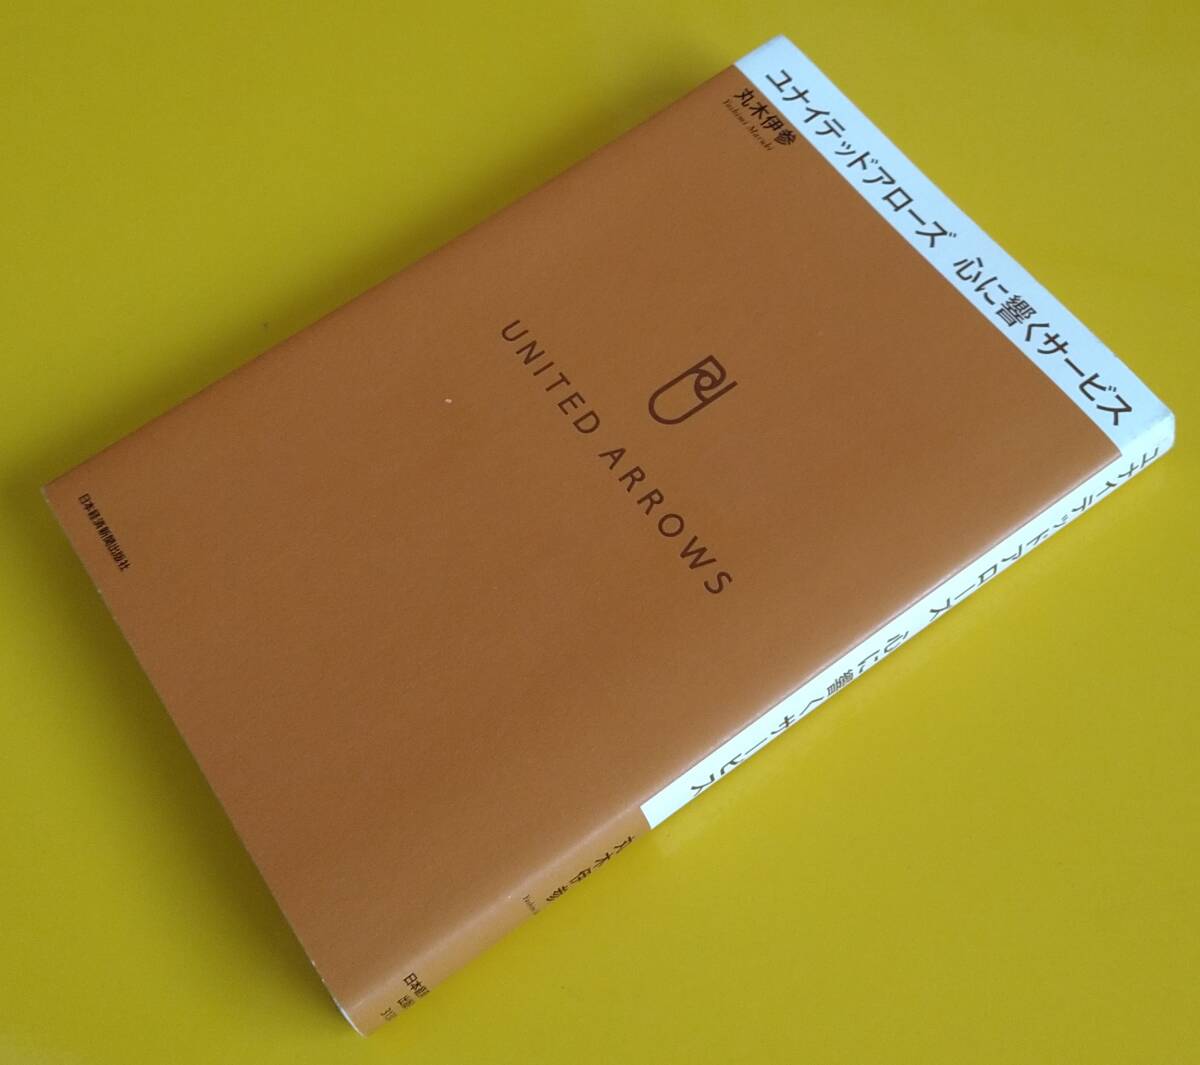 ユナイテッドアローズ 心に響くサービス
丸木伊参
Yoshimi Maruki
UNITED ARROWS
日本経済新聞出版社
ユナイテッドアローズ 心に響くサービス
丸木伊参